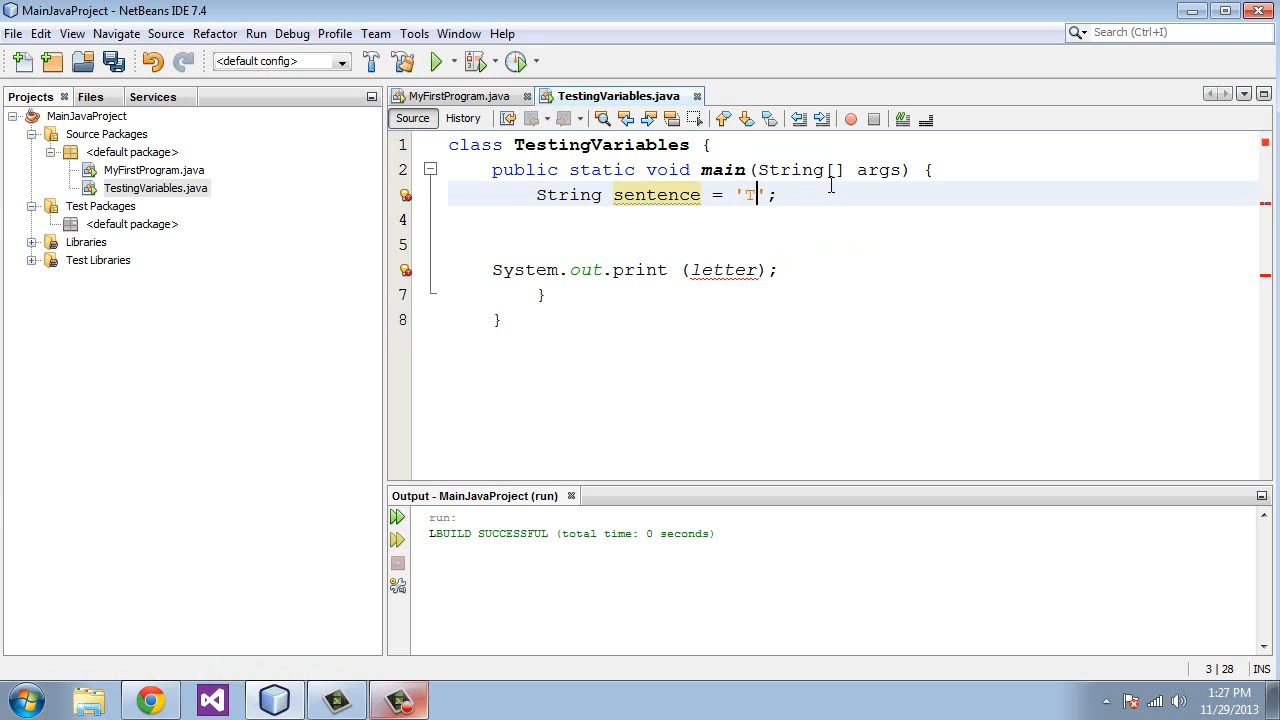 MainJavaProject - NetBeans IDE 7.4
File Edit View Navigate Source Refactor Run Debug Profile Team Tools Window Help
Search (Ctrl+I)
<default config>
Projects Files Services
MyFirstProgram.java TestingVariables.java
MainJavaProject
Source Packages
<default package>
MyFirstProgram.java
TestingVariables.java
Test Packages
<default package>
Libraries
Test Libraries
Source History
1 class TestingVariables {
2 public static void main(String[] args) {
String sentence = 'T';
4
5
System.out.print (letter);
7 }
8 }
Output - MainJavaProject (run)
run:
LBUILD SUCCESSFUL (total time: 0 seconds)
3 | 28 INS
1:27 PM
11/29/2013